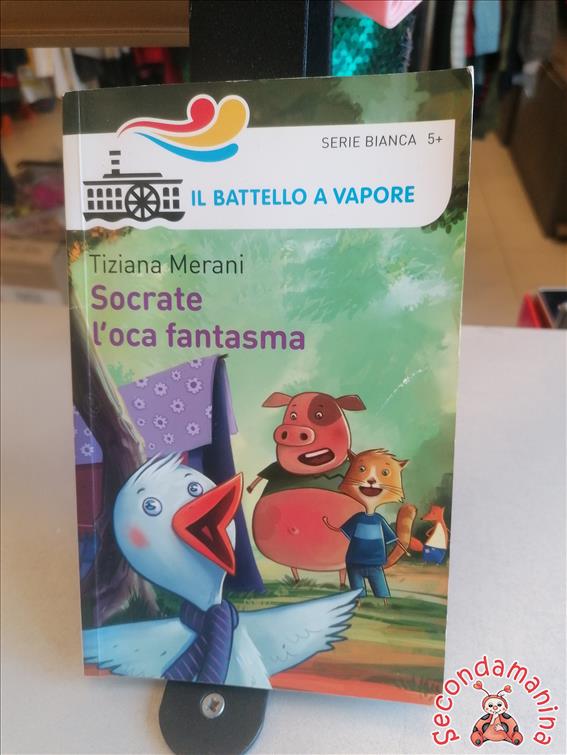 SERIE BIANCA 5+
IL BATTELLO A VAPORE
Tiziana Merani
Socrate
l'oca fantasma
Secondamanina